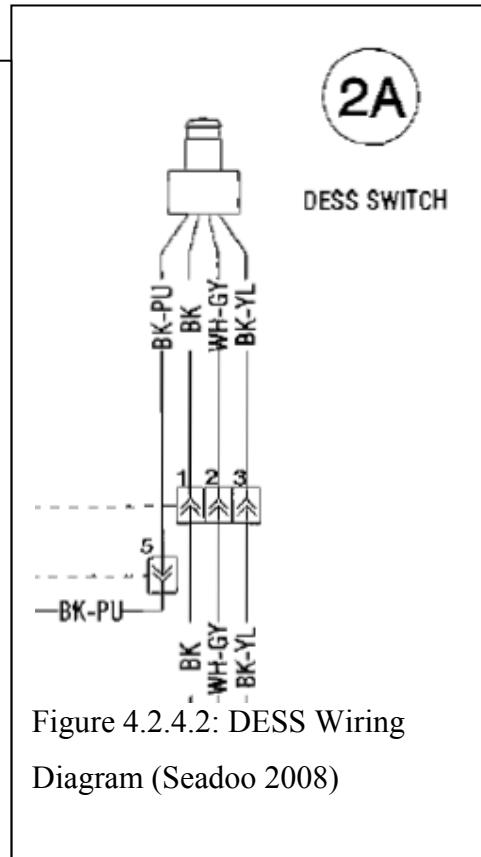 2A
DESS SWITCH
BK-PU
BK
WH-GY
BK-YL
1 2 3
5
BK-PU
BK
WH-GY
BK-YL
Figure 4.2.4.2: DESS Wiring
Diagram (Seadoo 2008)